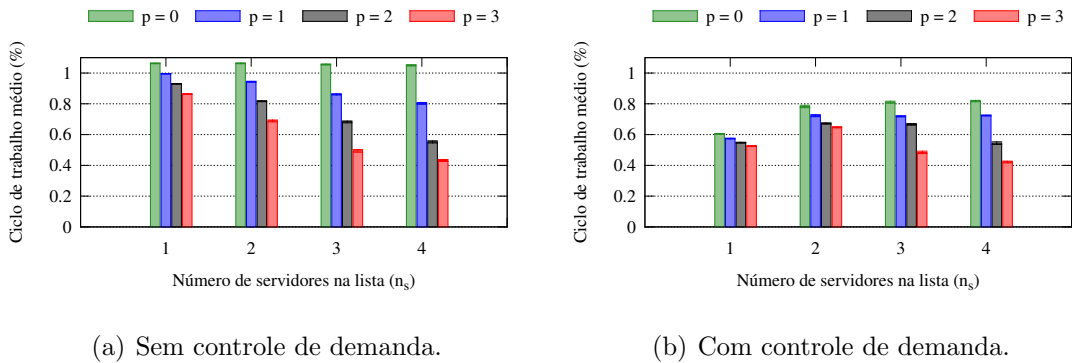 p = 0 p = 1 p = 2 p = 3
Ciclo de trabalho médio (%)
1
0.8
0.6
0.4
0.2
0
1 2 3 4
Número de servidores na lista (nₛ)
(a) Sem controle de demanda.
p = 0 p = 1 p = 2 p = 3
Ciclo de trabalho médio (%)
1
0.8
0.6
0.4
0.2
0
1 2 3 4
Número de servidores na lista (nₛ)
(b) Com controle de demanda.